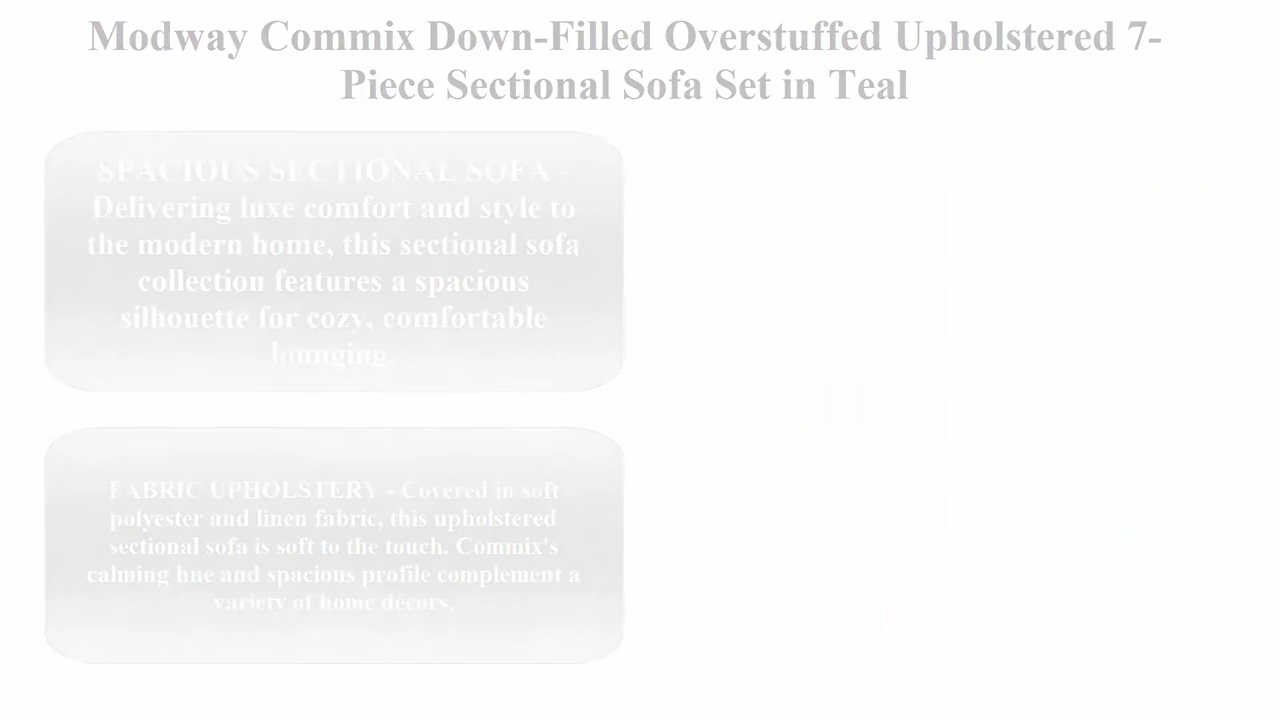 Modway Commix Down-Filled Overstuffed Upholstered 7-
Piece Sectional Sofa Set in Teal
SPACIOUS SECTIONAL SOFA -
Delivering luxe comfort and style to
the modern home, this sectional sofa
collection features a spacious
silhouette for cozy, comfortable
lounging.
FABRIC UPHOLSTERY - Covered in soft
polyester and linen fabric, this upholstered
sectional sofa is soft to the touch. Commix's
calming hue and spacious profile complement a
variety of home decors.